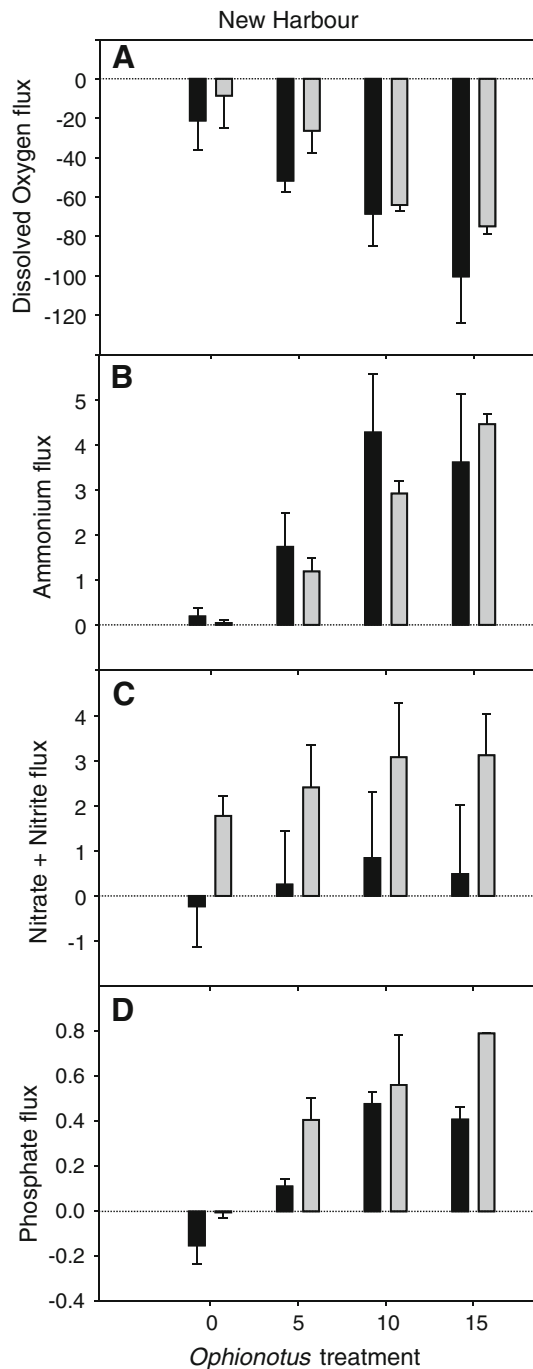 New Harbour
A
Dissolved Oxygen flux
0
-20
-40
-60
-80
-100
-120
B
Ammonium flux
5
4
3
2
1
0
C
Nitrate + Nitrite flux
4
3
2
1
0
-1
D
Phosphate flux
0.8
0.6
0.4
0.2
0.0
-0.2
-0.4
0 5 10 15
Ophionotus treatment